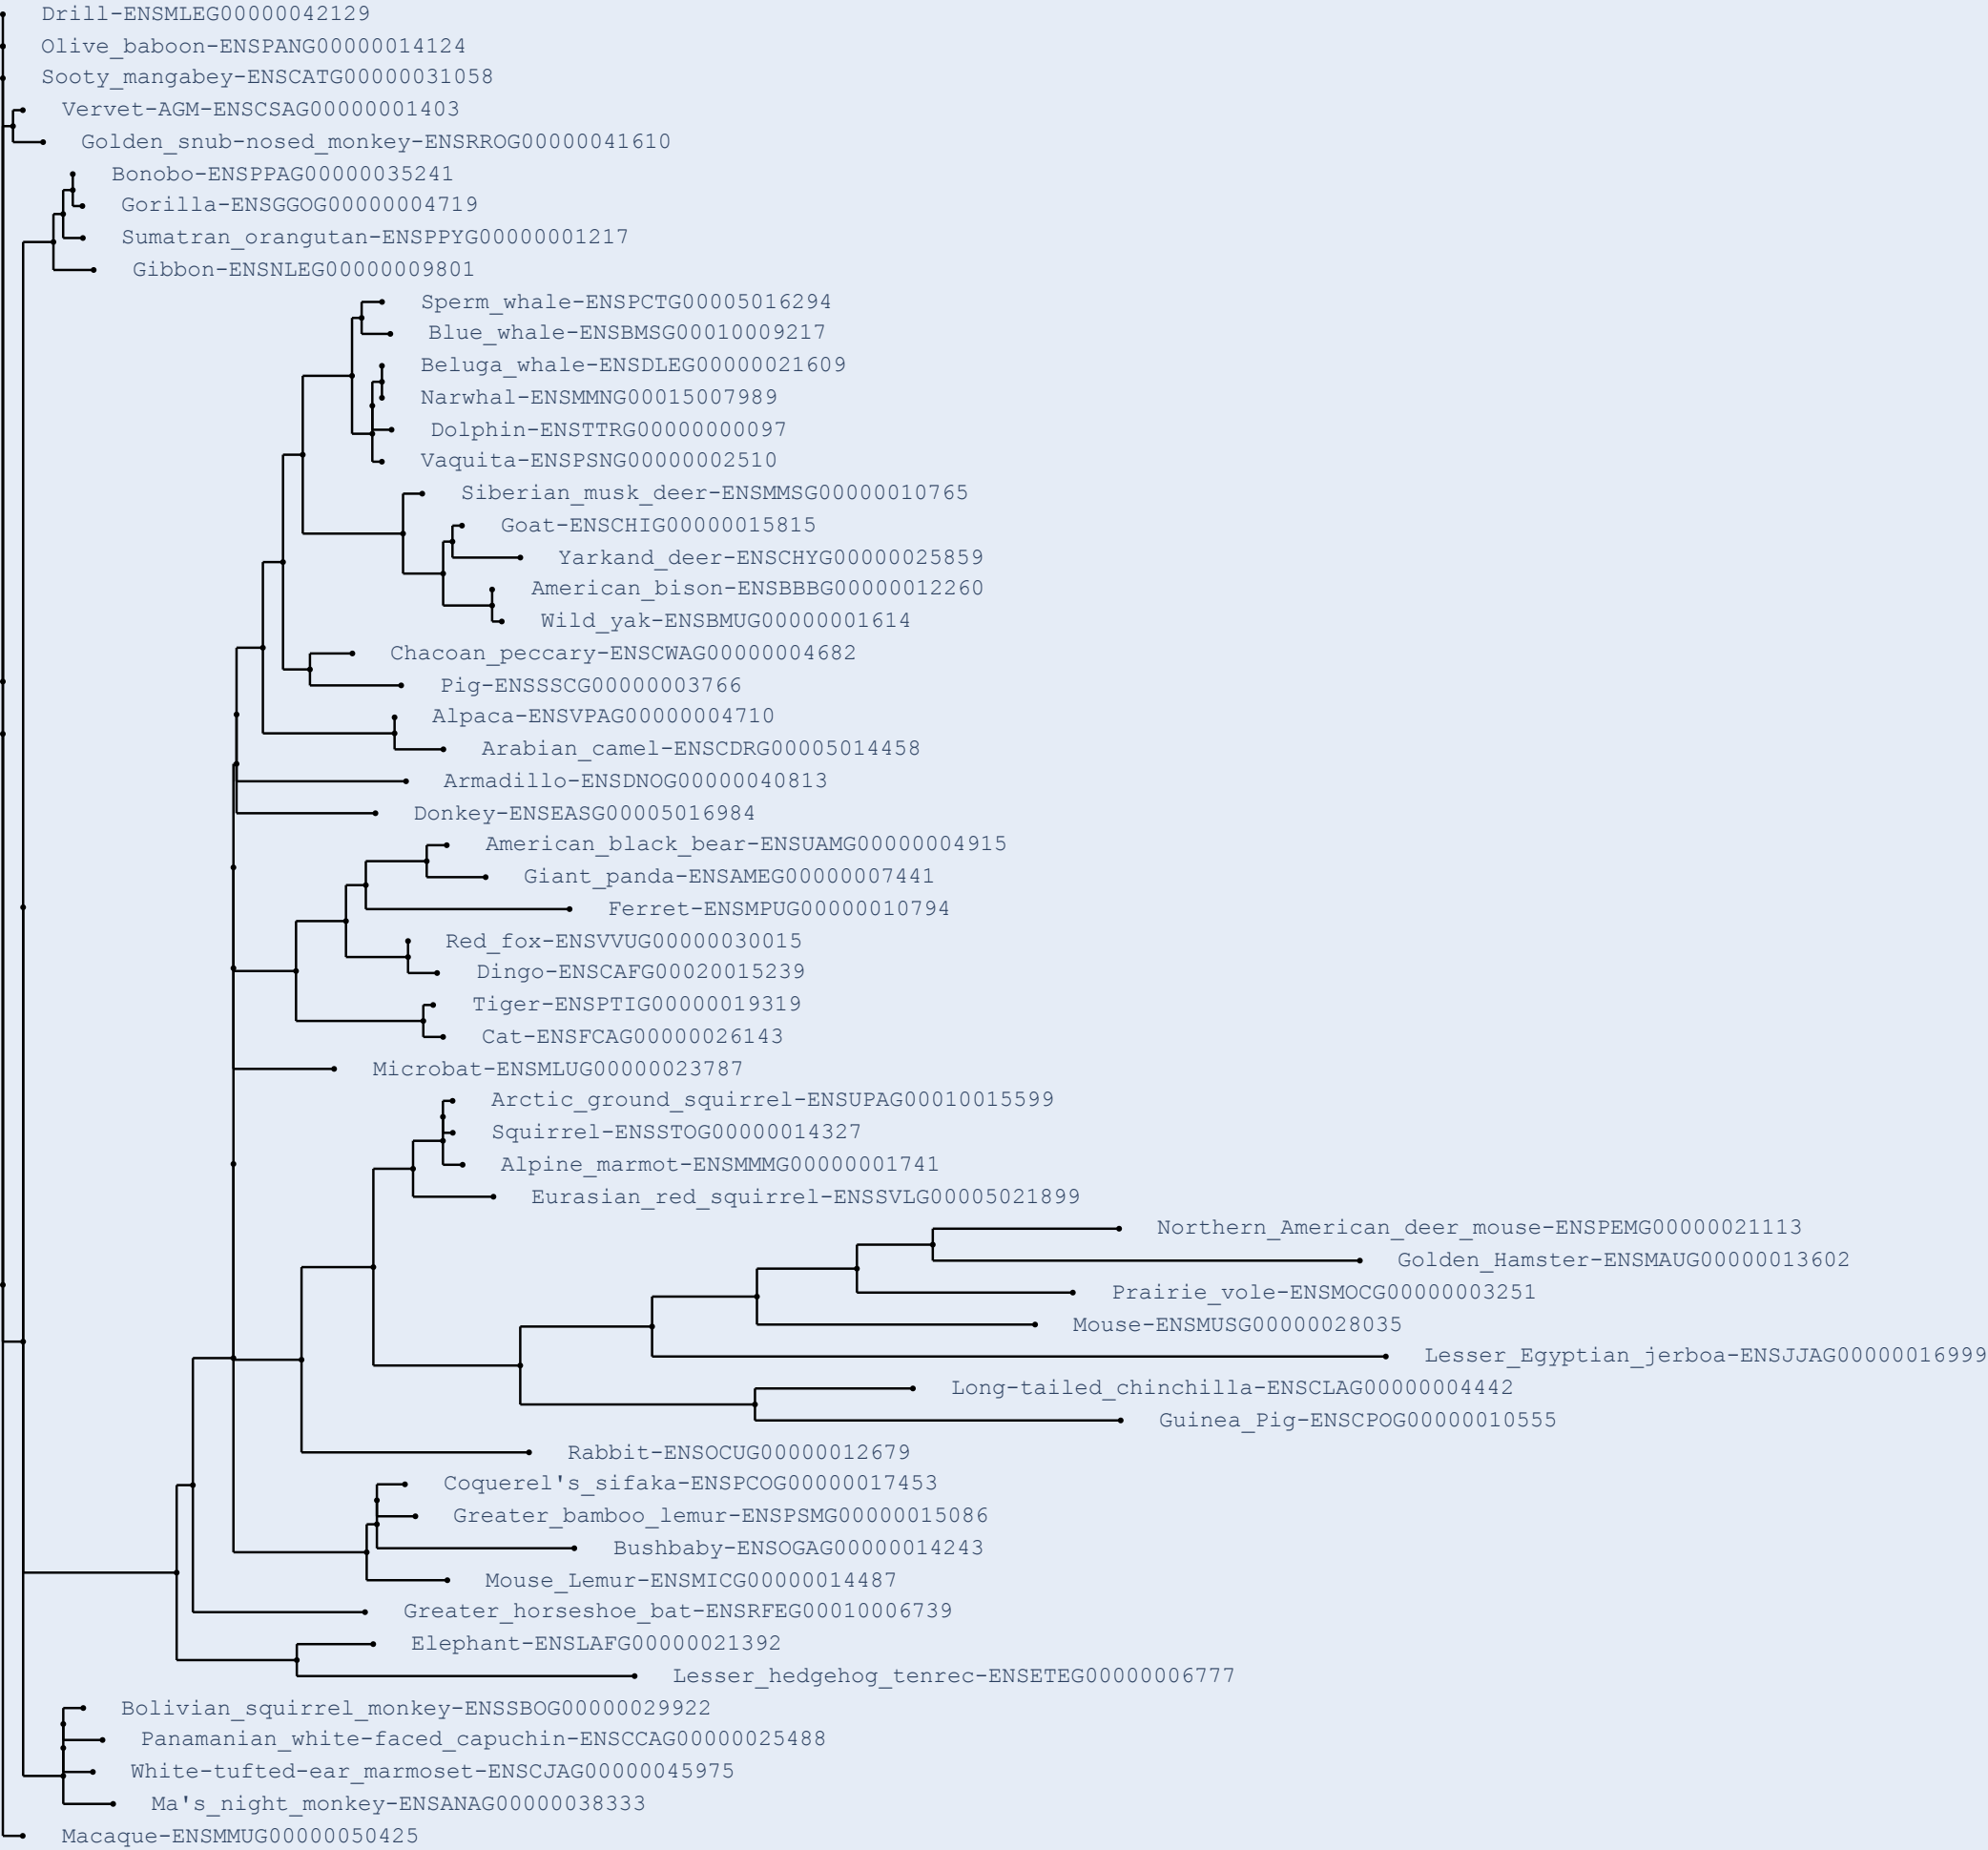 Drill-ENSMLEG00000042129
Olive_baboon-ENSPANG00000014124
Sooty_mangabey-ENSCATG00000031058
Vervet-AGM-ENSCSAG00000001403
Golden_snub-nosed_monkey-ENSRROG00000041610
Bonobo-ENSPPAG00000035241
Gorilla-ENSGGOG00000004719
Sumatran_orangutan-ENSPPYG00000001217
Gibbon-ENSNLEG00000009801
Sperm_whale-ENSPCTG00005016294
Blue_whale-ENSBMSG00010009217
Beluga_whale-ENSDLEG00000021609
Narwhal-ENSMMNG00015007989
Dolphin-ENSTTRG00000000097
Vaquita-ENSPSNG00000002510
Siberian_musk_deer-ENSMMSG00000010765
Goat-ENSCHIG00000015815
Yarkand_deer-ENSCHYG00000025859
American_bison-ENSBBBG00000012260
Wild_yak-ENSBMUG00000001614
Chacoan_peccary-ENSCWAG00000004682
Pig-ENSSSCG00000003766
Alpaca-ENSVPAG00000004710
Arabian_camel-ENSCDRG00005014458
Armadillo-ENSDNOG00000040813
Donkey-ENSEASG00005016984
American_black_bear-ENSUAMG00000004915
Giant_panda-ENSAMEG00000007441
Ferret-ENSMPUG00000010794
Red_fox-ENSVVUG00000030015
Dingo-ENSCAFG00020015239
Tiger-ENSPTIG00000019319
Cat-ENSFCAG00000026143
Microbat-ENSMLUG00000023787
Arctic_ground_squirrel-ENSUPAG00010015599
Squirrel-ENSSTOG00000014327
Alpine_marmot-ENSMMMG00000001741
Eurasian_red_squirrel-ENSSVLG00005021899
Northern_American_deer_mouse-ENSPEMG00000021113
Golden_Hamster-ENSMAUG00000013602
Prairie_vole-ENSMOCG00000003251
Mouse-ENSMUSG00000028035
Lesser_Egyptian_jerboa-ENSJJAG00000016999
Long-tailed_chinchilla-ENSCLAG00000004442
Guinea_Pig-ENSCPOG00000010555
Rabbit-ENSOCUG00000012679
Coquerel's_sifaka-ENSPCOG00000017453
Greater_bamboo_lemur-ENSPSMG00000015086
Bushbaby-ENSOGAG00000014243
Mouse_Lemur-ENSMICG00000014487
Greater_horseshoe_bat-ENSRFEG00010006739
Elephant-ENSLAFG00000021392
Lesser_hedgehog_tenrec-ENSETEG00000006777
Bolivian_squirrel_monkey-ENSSBOG00000029922
Panamanian_white-faced_capuchin-ENSCCAG00000025488
White-tufted-ear_marmoset-ENSCJAG00000045975
Ma's_night_monkey-ENSANAG00000038333
Macaque-ENSMMUG00000050425